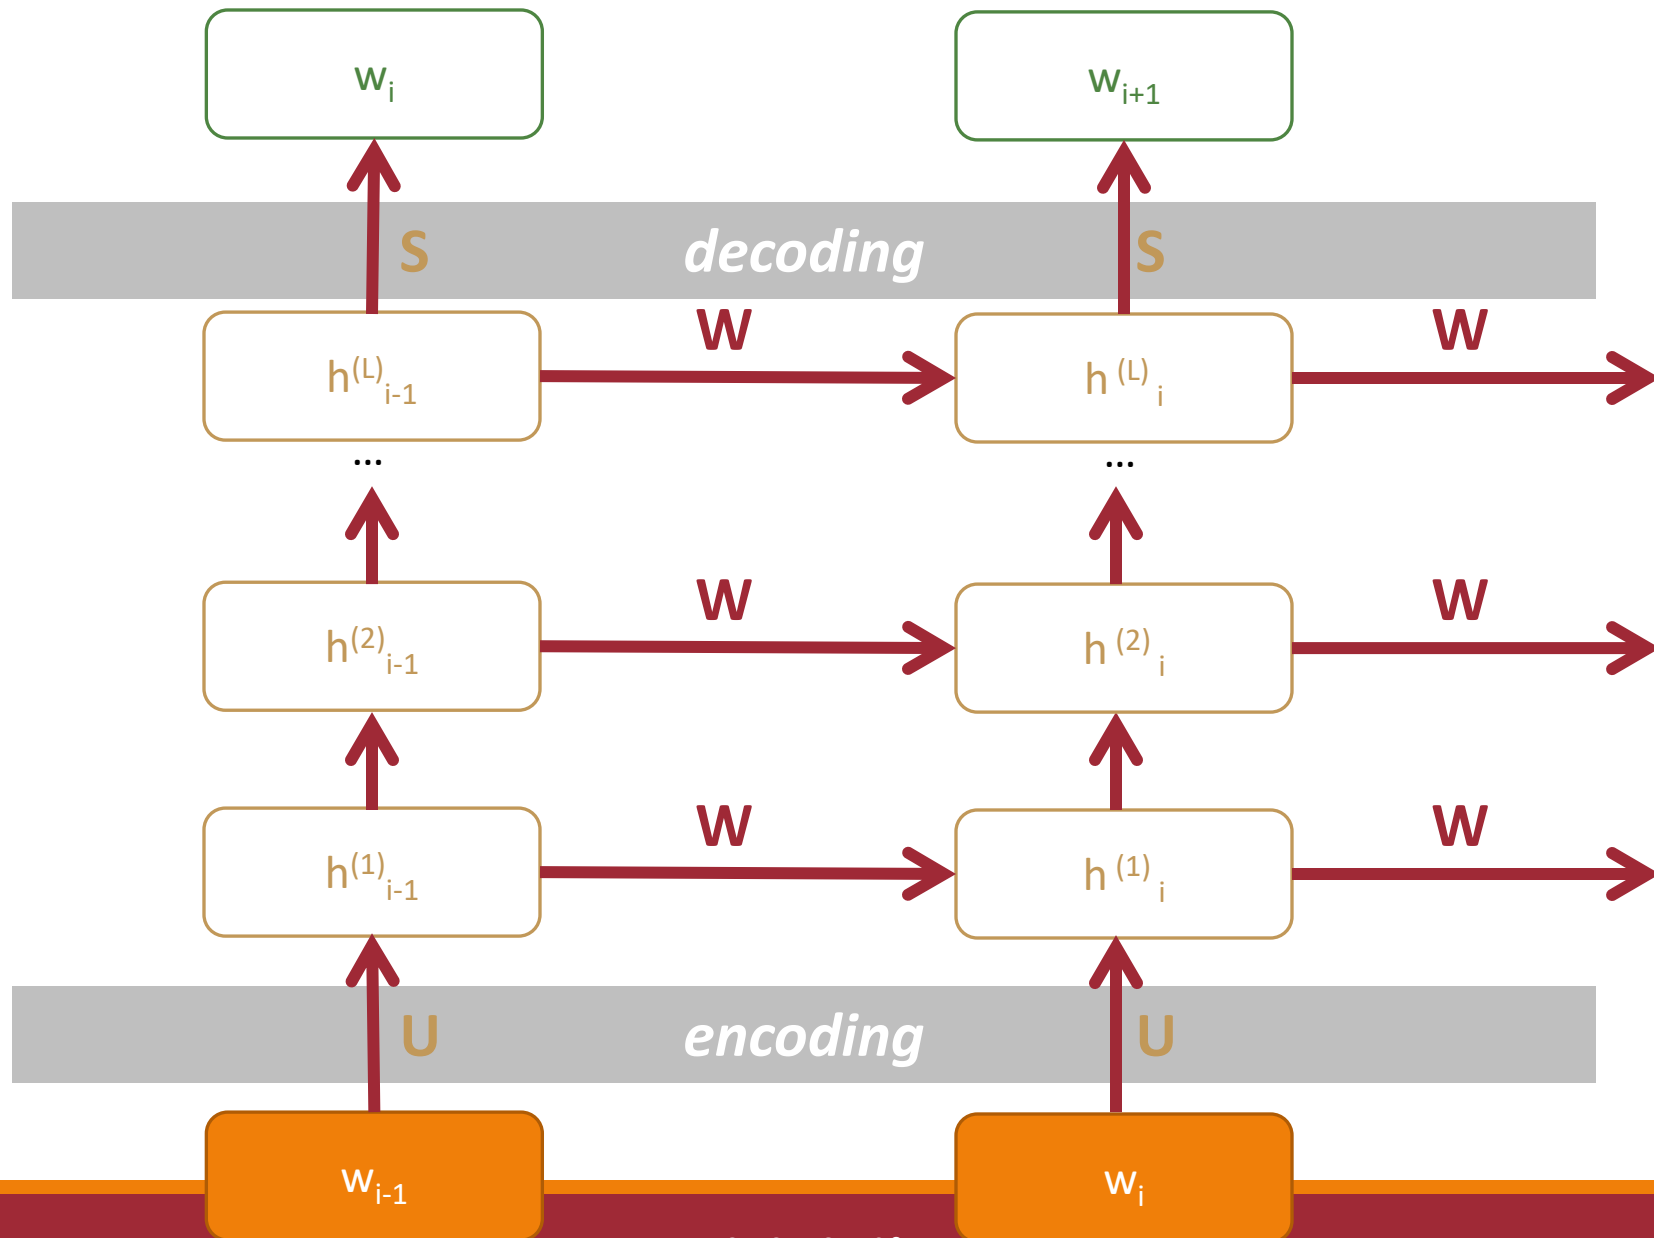 wᵢ wᵢ₊₁
S decoding S
W W
h⁽ᴸ⁾ᵢ₋₁ h ⁽ᴸ⁾ ᵢ
... ...
W W
h⁽²⁾ᵢ₋₁ h ⁽²⁾ ᵢ
W W
h⁽¹⁾ᵢ₋₁ h ⁽¹⁾ ᵢ
U encoding U
wᵢ₋₁ wᵢ